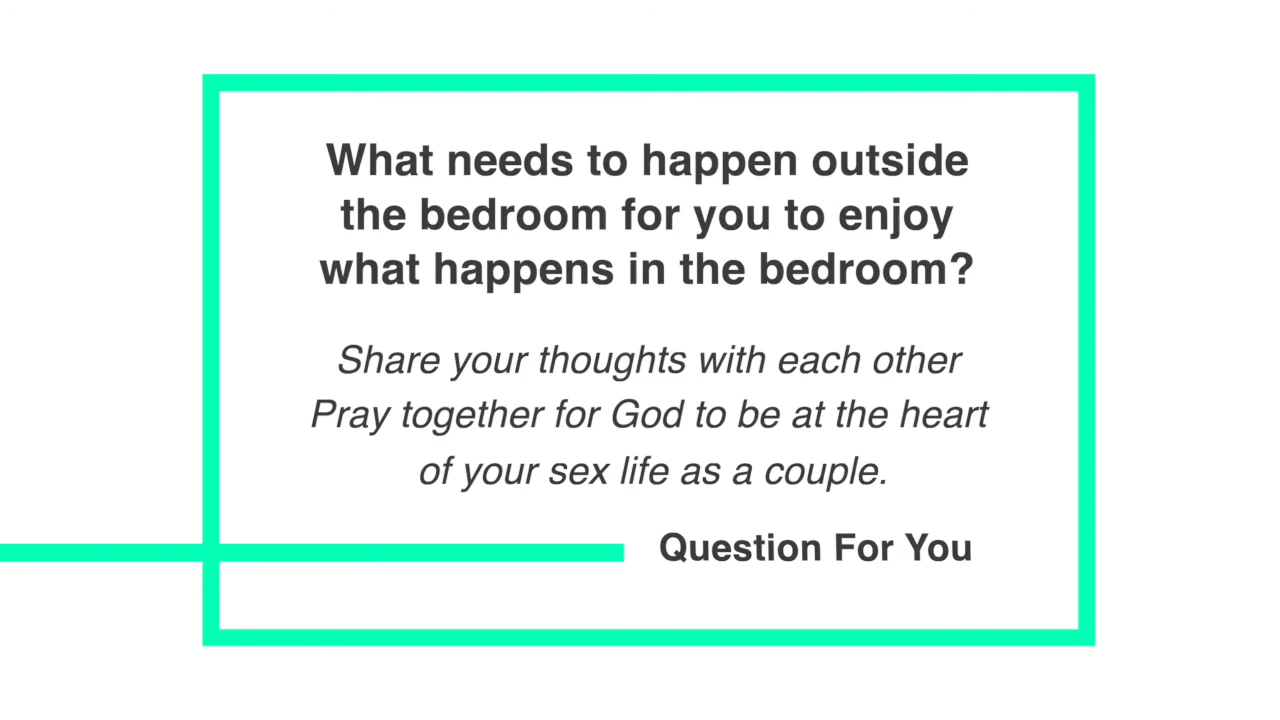 What needs to happen outside
the bedroom for you to enjoy
what happens in the bedroom?
Share your thoughts with each other
Pray together for God to be at the heart
of your sex life as a couple.
Question For You